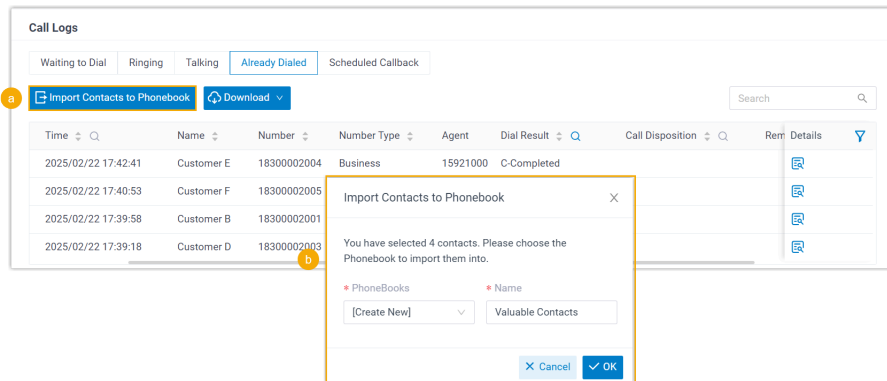 Call Logs
Waiting to Dial Ringing Talking Already Dialed Scheduled Callback
a Import Contacts to Phonebook Download Search
Time Name Number Number Type Agent Dial Result Call Disposition Rem Details
2025/02/22 17:42:41 Customer E 18300002004 Business 15921000 C-Completed
2025/02/22 17:40:53 Customer F 18300002005
2025/02/22 17:39:58 Customer B 18300002001
2025/02/22 17:39:18 Customer D 18300002003
b
Import Contacts to Phonebook
You have selected 4 contacts. Please choose the
Phonebook to import them into.
* PhoneBooks * Name
[Create New] Valuable Contacts
Cancel OK